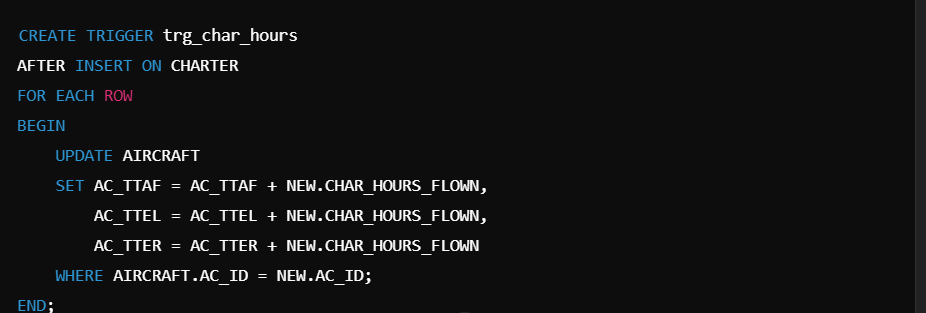 CREATE TRIGGER trg_char_hours
AFTER INSERT ON CHARTER
FOR EACH ROW
BEGIN
    UPDATE AIRCRAFT
    SET AC_TTAF = AC_TTAF + NEW.CHAR_HOURS_FLOWN,
        AC_TTEL = AC_TTEL + NEW.CHAR_HOURS_FLOWN,
        AC_TTER = AC_TTER + NEW.CHAR_HOURS_FLOWN
    WHERE AIRCRAFT.AC_ID = NEW.AC_ID;
END;